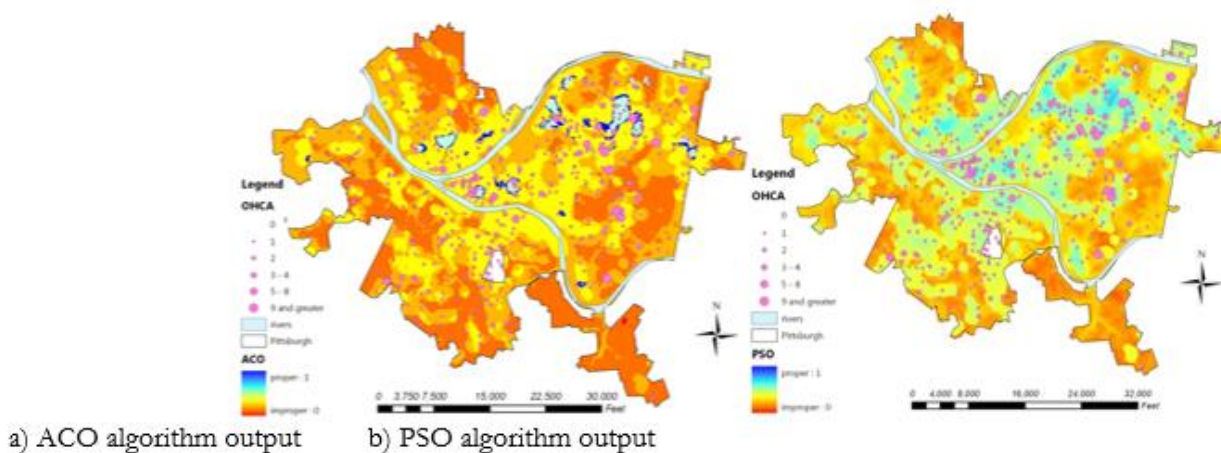 Legend
OHCA
0
1
2
3 - 4
5 - 8
9 and greater
rivers
Pittsburgh
ACO
proper : 1
improper :0
N
0 3,750 7,500 15,000 22,500 30,000
Feet
Legend
OHCA
0
1
2
3 - 4
5 - 8
9 and greater
rivers
Pittsburgh
PSO
proper : 1
improper : 0
N
0 4,000 8,000 16,000 24,000 32,000
Feet
a) ACO algorithm output
b) PSO algorithm output